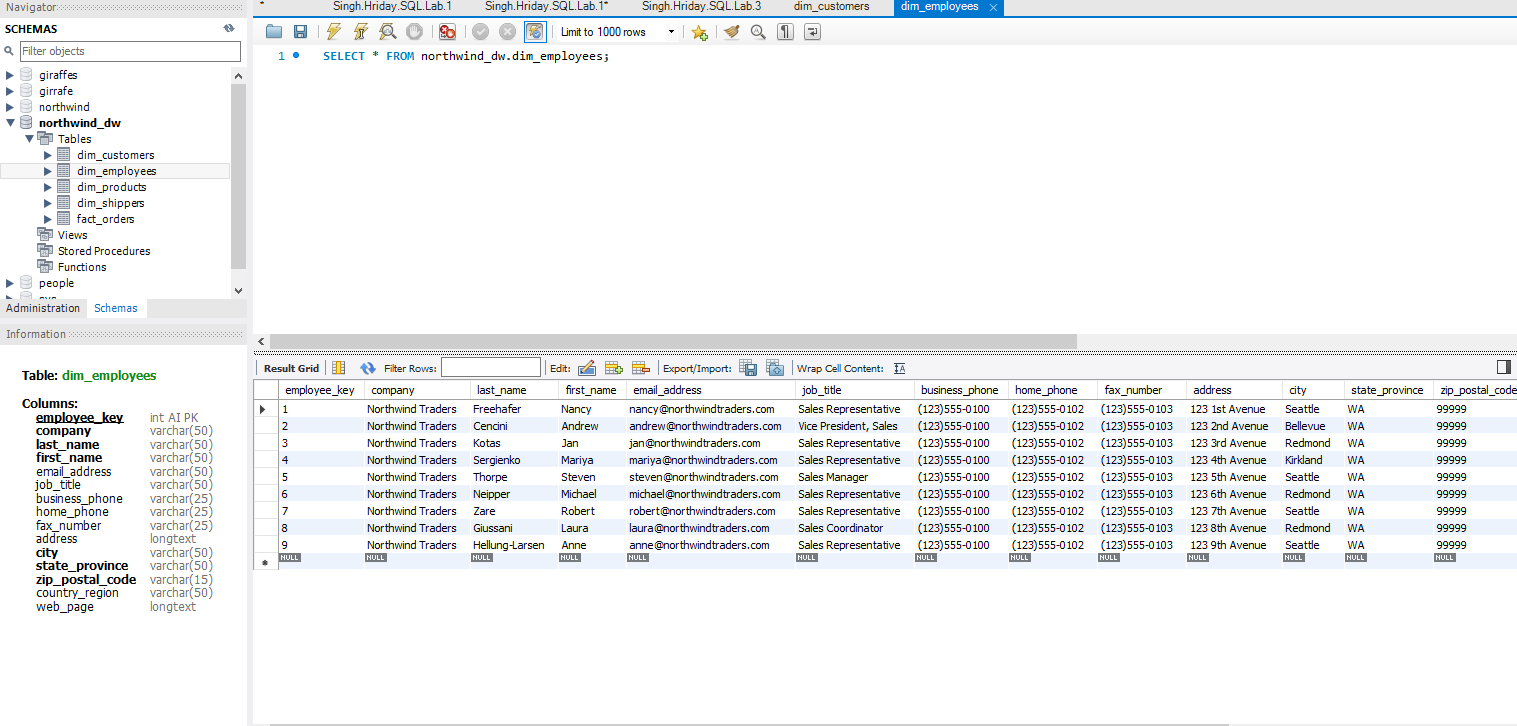 Navigator
SCHEMAS
Filter objects
giraffes
girrafe
northwind
northwind_dw
Tables
dim_customers
dim_employees
dim_products
dim_shippers
fact_orders
Views
Stored Procedures
Functions
people
sys
Administration Schemas
Information
Table: dim_employees
Columns:
employee_key int AI PK
company varchar(50)
last_name varchar(50)
first_name varchar(50)
email_address varchar(50)
job_title varchar(50)
business_phone varchar(25)
home_phone varchar(25)
fax_number varchar(25)
address longtext
city varchar(50)
state_province varchar(50)
zip_postal_code varchar(15)
country_region varchar(50)
web_page longtext
* Singh.Hriday.SQL.Lab.1 Singh.Hriday.SQL.Lab.1* Singh.Hriday.SQL.Lab.3 dim_customers dim_employees
Limit to 1000 rows
1 SELECT * FROM northwind_dw.dim_employees;
Result Grid Filter Rows: Edit: Export/Import: Wrap Cell Content:
employee_key company last_name first_name email_address job_title business_phone home_phone fax_number address city state_province zip_postal_code
1 Northwind Traders Freehafer Nancy nancy@northwindtraders.com Sales Representative (123)555-0100 (123)555-0102 (123)555-0103 123 1st Avenue Seattle WA 99999
2 Northwind Traders Cencini Andrew andrew@northwindtraders.com Vice President, Sales (123)555-0100 (123)555-0102 (123)555-0103 123 2nd Avenue Bellevue WA 99999
3 Northwind Traders Kotas Jan jan@northwindtraders.com Sales Representative (123)555-0100 (123)555-0102 (123)555-0103 123 3rd Avenue Redmond WA 99999
4 Northwind Traders Sergienko Mariya mariya@northwindtraders.com Sales Representative (123)555-0100 (123)555-0102 (123)555-0103 123 4th Avenue Kirkland WA 99999
5 Northwind Traders Thorpe Steven steven@northwindtraders.com Sales Manager (123)555-0100 (123)555-0102 (123)555-0103 123 5th Avenue Seattle WA 99999
6 Northwind Traders Neipper Michael michael@northwindtraders.com Sales Representative (123)555-0100 (123)555-0102 (123)555-0103 123 6th Avenue Redmond WA 99999
7 Northwind Traders Zare Robert robert@northwindtraders.com Sales Representative (123)555-0100 (123)555-0102 (123)555-0103 123 7th Avenue Seattle WA 99999
8 Northwind Traders Giussani Laura laura@northwindtraders.com Sales Coordinator (123)555-0100 (123)555-0102 (123)555-0103 123 8th Avenue Redmond WA 99999
9 Northwind Traders Hellung-Larsen Anne anne@northwindtraders.com Sales Representative (123)555-0100 (123)555-0102 (123)555-0103 123 9th Avenue Seattle WA 99999
NULL NULL NULL NULL NULL NULL NULL NULL NULL NULL NULL NULL NULL